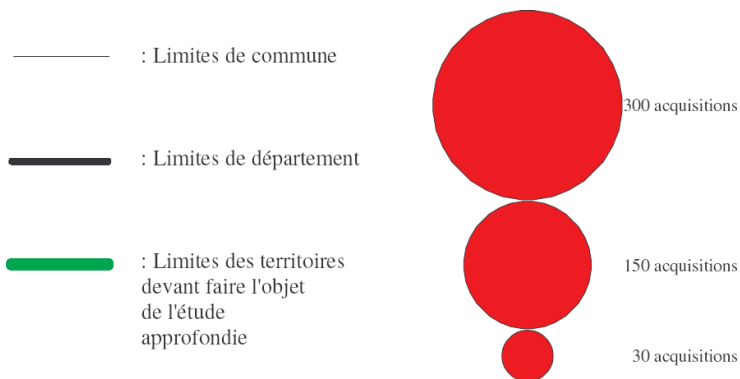 : Limites de commune
: Limites de département
: Limites des territoires
devant faire l'objet
de l'étude
approfondie
300 acquisitions
150 acquisitions
30 acquisitions